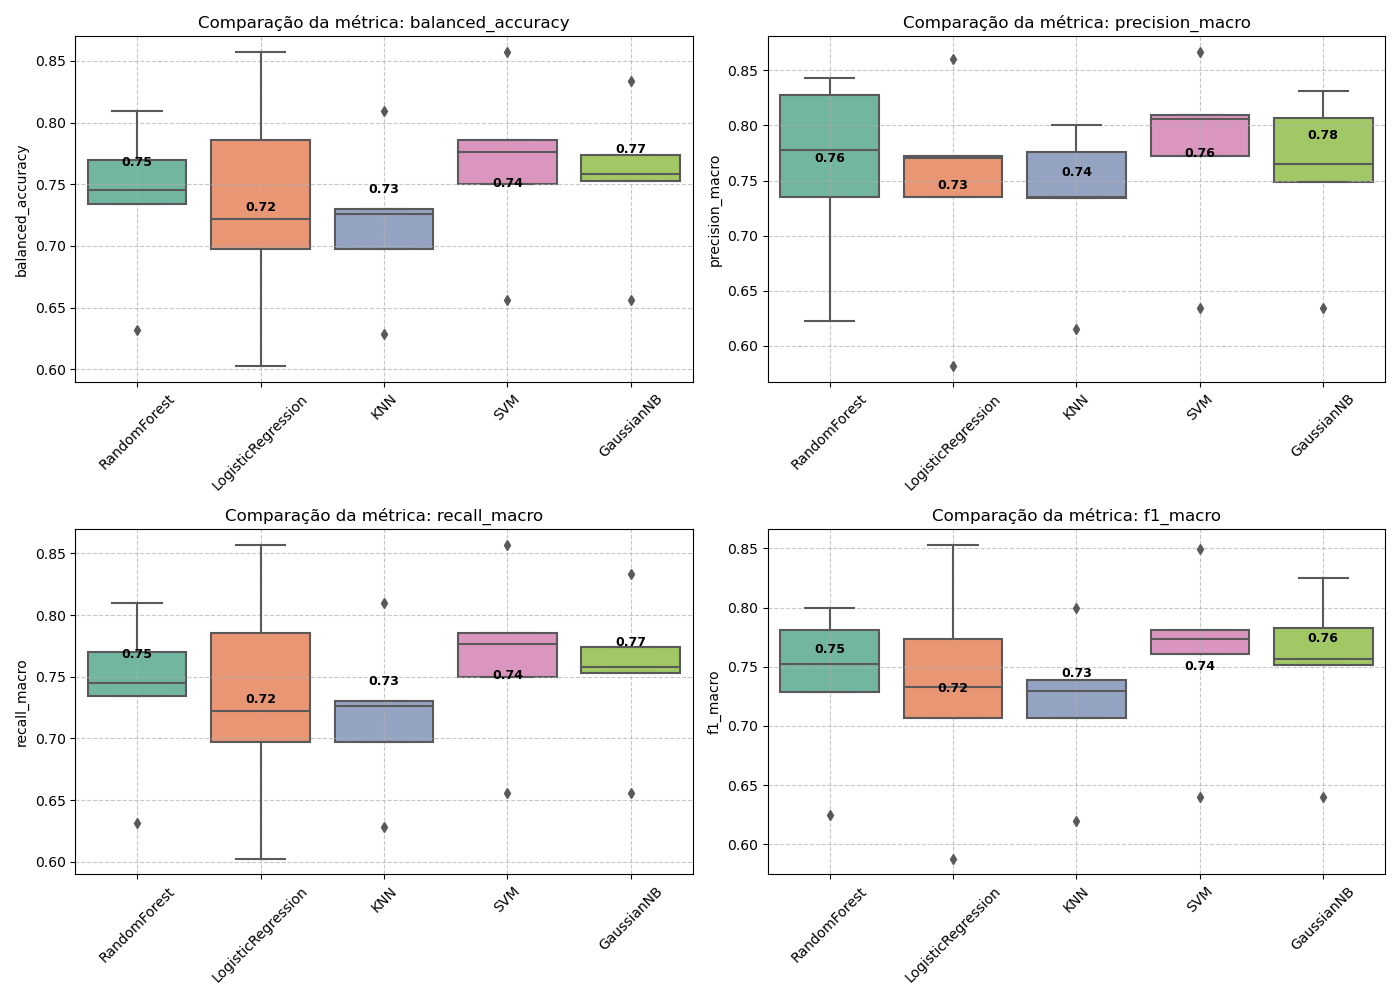 Comparação da métrica: balanced_accuracy
balanced_accuracy
0.85
0.80
0.75
0.70
0.65
0.60
0.75
0.72
0.73
0.74
0.77
RandomForest
LogisticRegression
KNN
SVM
GaussianNB
Comparação da métrica: precision_macro
precision_macro
0.85
0.80
0.75
0.70
0.65
0.60
0.76
0.73
0.74
0.76
0.78
RandomForest
LogisticRegression
KNN
SVM
GaussianNB
Comparação da métrica: recall_macro
recall_macro
0.85
0.80
0.75
0.70
0.65
0.60
0.75
0.72
0.73
0.74
0.77
RandomForest
LogisticRegression
KNN
SVM
GaussianNB
Comparação da métrica: f1_macro
f1_macro
0.85
0.80
0.75
0.70
0.65
0.60
0.75
0.72
0.73
0.74
0.76
RandomForest
LogisticRegression
KNN
SVM
GaussianNB